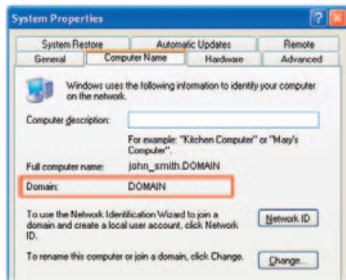 System Properties
System Restore Automatic Updates Remote
General Computer Name Hardware Advanced
Windows uses the following information to identify your computer
on the network.
Computer description:
For example: "Kitchen Computer" or "Mary's
Computer".
Full computer name: john_smith.DOMAIN
Domain: DOMAIN
To use the Network Identification Wizard to join a
domain and create a local user account, click Network
ID.
Network ID
To rename this computer or join a domain, click Change.
Change...